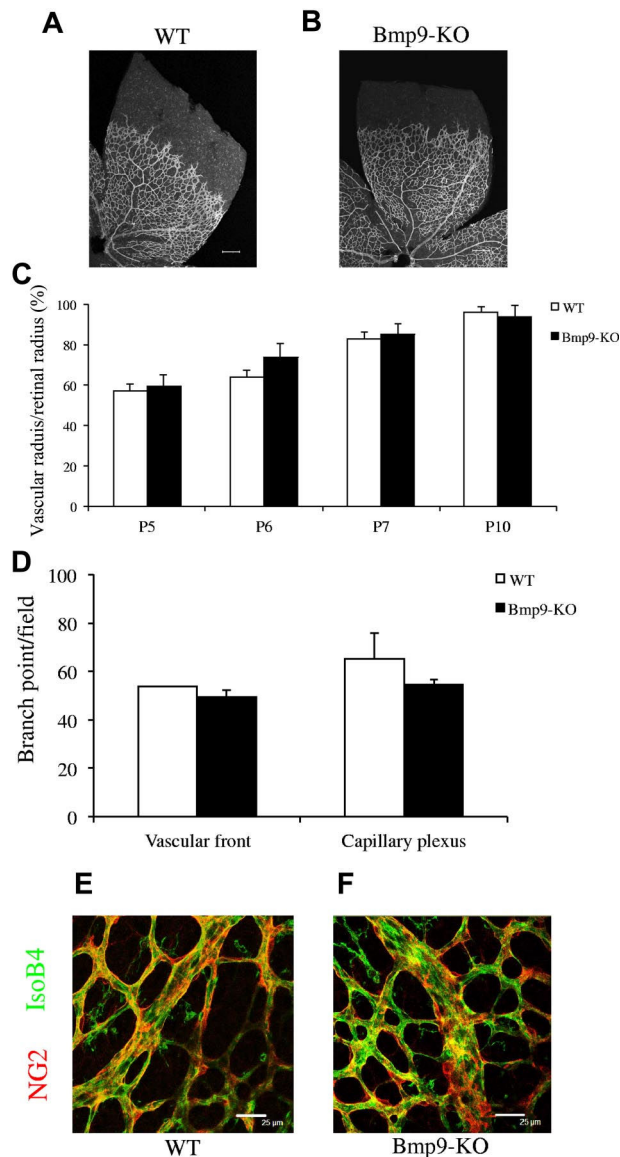 A
WT
B
Bmp9-KO
C
Vascular raduis/retinal radius (%)
100
80
60
40
20
0
P5
P6
P7
P10
WT
Bmp9-KO
D
Branch point/field
100
80
60
40
20
0
Vascular front
Capillary plexus
WT
Bmp9-KO
E
F
NG2 IsoB4
25 µm
25 µm
WT
Bmp9-KO